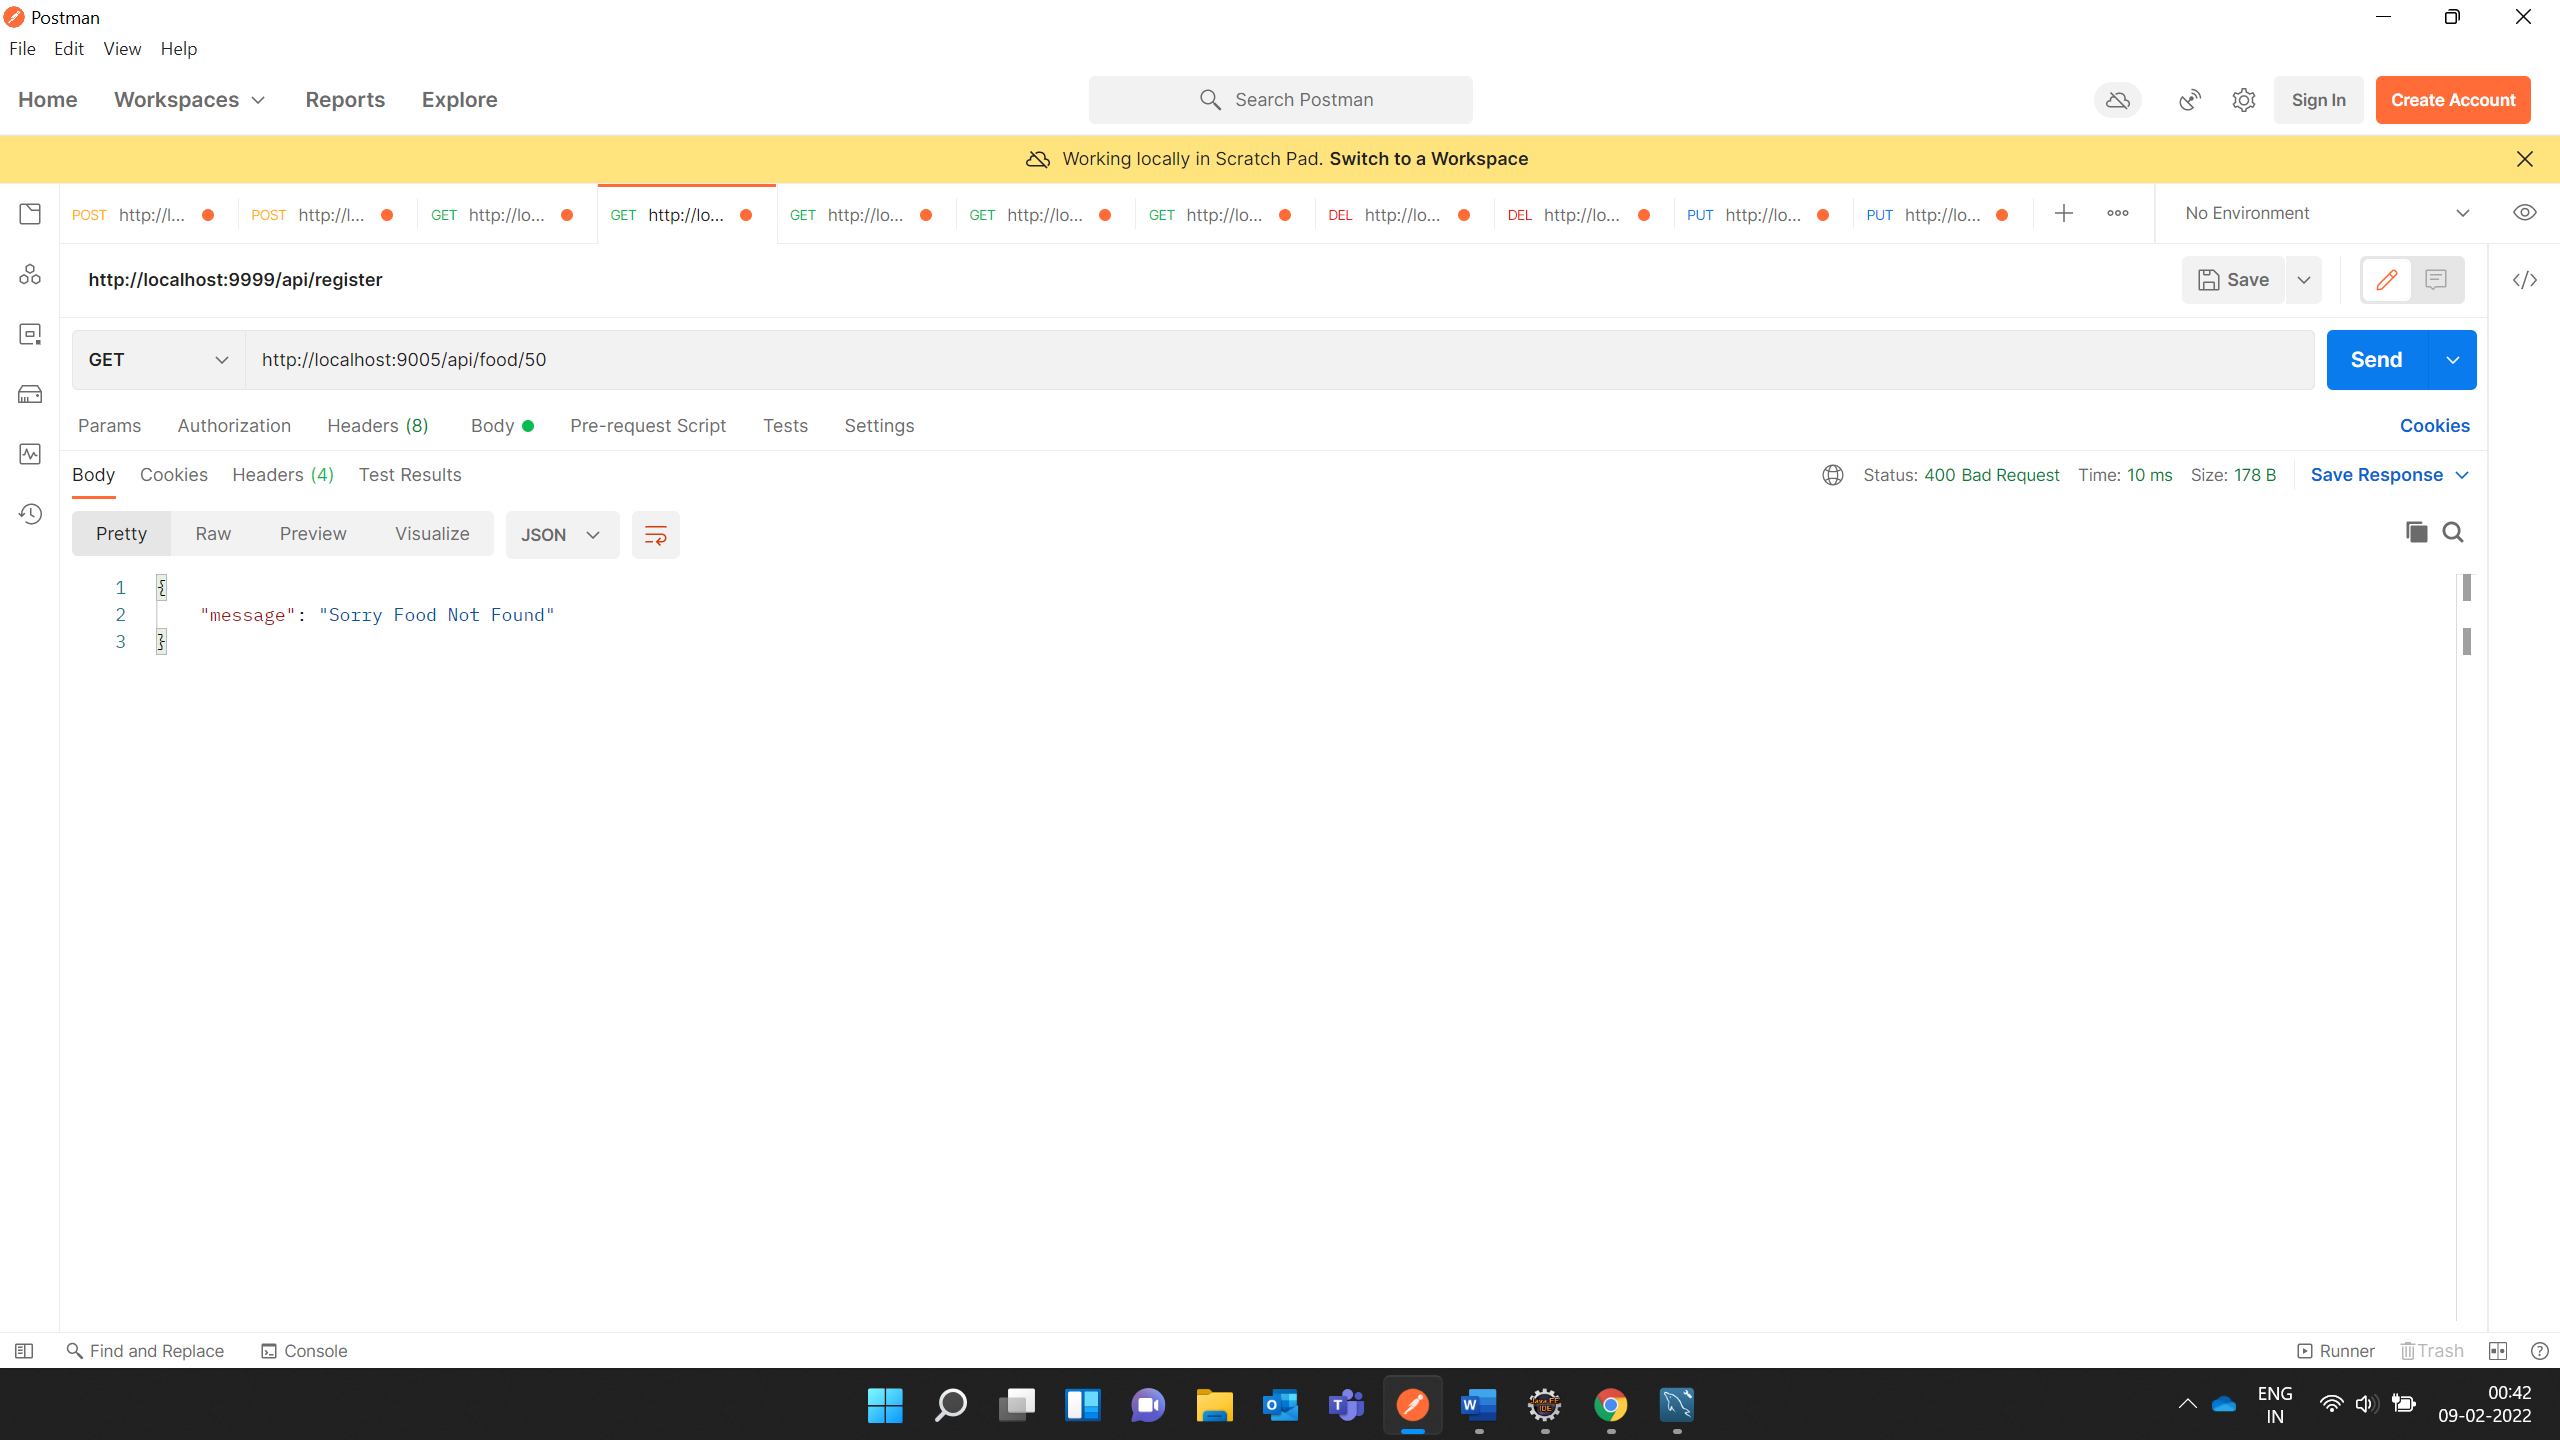 Postman
File Edit View Help
Home Workspaces Reports Explore Search Postman Sign In Create Account
Working locally in Scratch Pad. Switch to a Workspace
POST http://l... POST http://l... GET http://lo... GET http://lo... GET http://lo... GET http://lo... GET http://lo... DEL http://lo... DEL http://lo... PUT http://lo... PUT http://lo... No Environment
http://localhost:9999/api/register Save
GET http://localhost:9005/api/food/50 Send
Params Authorization Headers (8) Body Pre-request Script Tests Settings Cookies
Body Cookies Headers (4) Test Results Status: 400 Bad Request Time: 10 ms Size: 178 B Save Response
Pretty Raw Preview Visualize JSON
1 {
2 "message": "Sorry Food Not Found"
3 }
Find and Replace Console Runner Trash
ENG 00:42
IN 09-02-2022